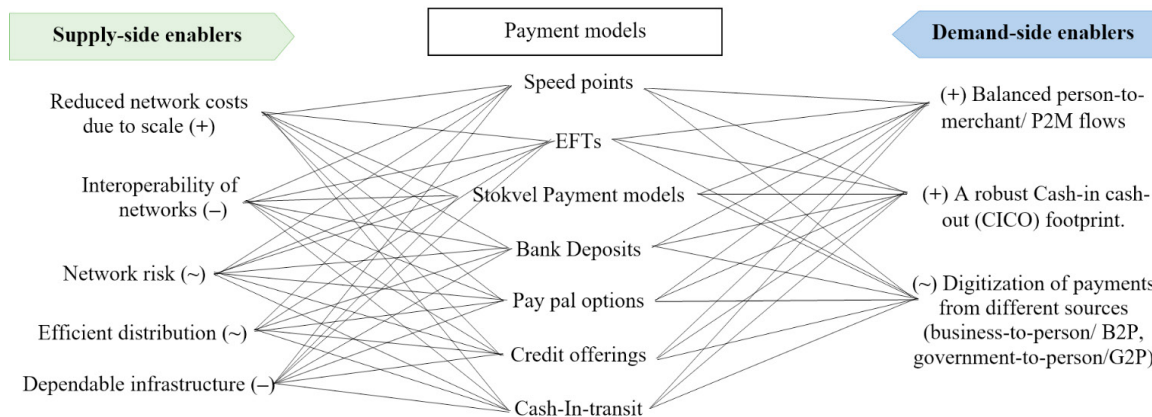 Supply-side enablers
Payment models
Demand-side enablers
Reduced network costs
due to scale (+)
Interoperability of
networks (–)
Network risk (~)
Efficient distribution (~)
Dependable infrastructure (–)
Speed points
EFTs
Stokvel Payment models
Bank Deposits
Pay pal options
Credit offerings
Cash-In-transit
(+) Balanced person-to-
merchant/ P2M flows
(+) A robust Cash-in cash-
out (CICO) footprint.
(~) Digitization of payments
from different sources
(business-to-person/ B2P,
government-to-person/G2P)